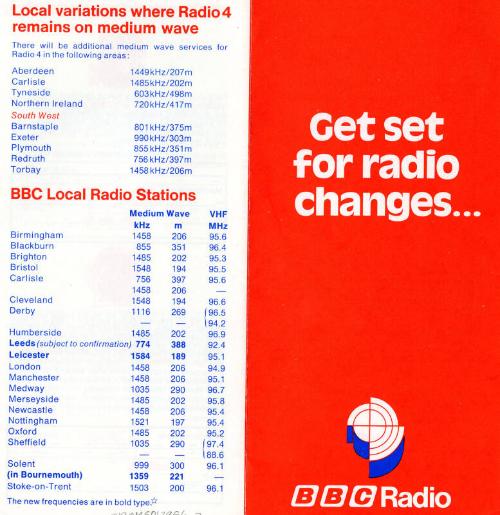 Local variations where Radio 4
remains on medium wave
There will be additional medium wave services for
Radio 4 in the following areas:
Aberdeen 1449kHz/207m
Carlisle 1485kHz/202m
Tyneside 603kHz/498m
Northern Ireland 720kHz/417m
South West
Barnstaple 801kHz/375m
Exeter 990kHz/303m
Plymouth 855kHz/351m
Redruth 756kHz/397m
Torbay 1458kHz/206m
BBC Local Radio Stations
Medium Wave VHF
kHz m MHz
Birmingham 1458 206 95.6
Blackburn 855 351 96.4
Brighton 1485 202 95.3
Bristol 1548 194 95.5
Carlisle 756 397 95.6
1458 206 —
Cleveland 1548 194 96.6
Derby 1116 269 (96.5
— — (94.2
Humberside 1485 202 96.9
Leeds (subject to confirmation) 774 388 92.4
Leicester 1584 189 95.1
London 1458 206 94.9
Manchester 1458 206 95.1
Medway 1035 290 96.7
Merseyside 1485 202 95.8
Newcastle 1458 206 95.4
Nottingham 1521 197 95.4
Oxford 1485 202 95.2
Sheffield 1035 290 (97.4
— — (88.6
Solent 999 300 96.1
(in Bournemouth) 1359 221 —
Stoke-on-Trent 1503 200 96.1
The new frequencies are in bold type.☆
Get set
for radio
changes...
BBC Radio